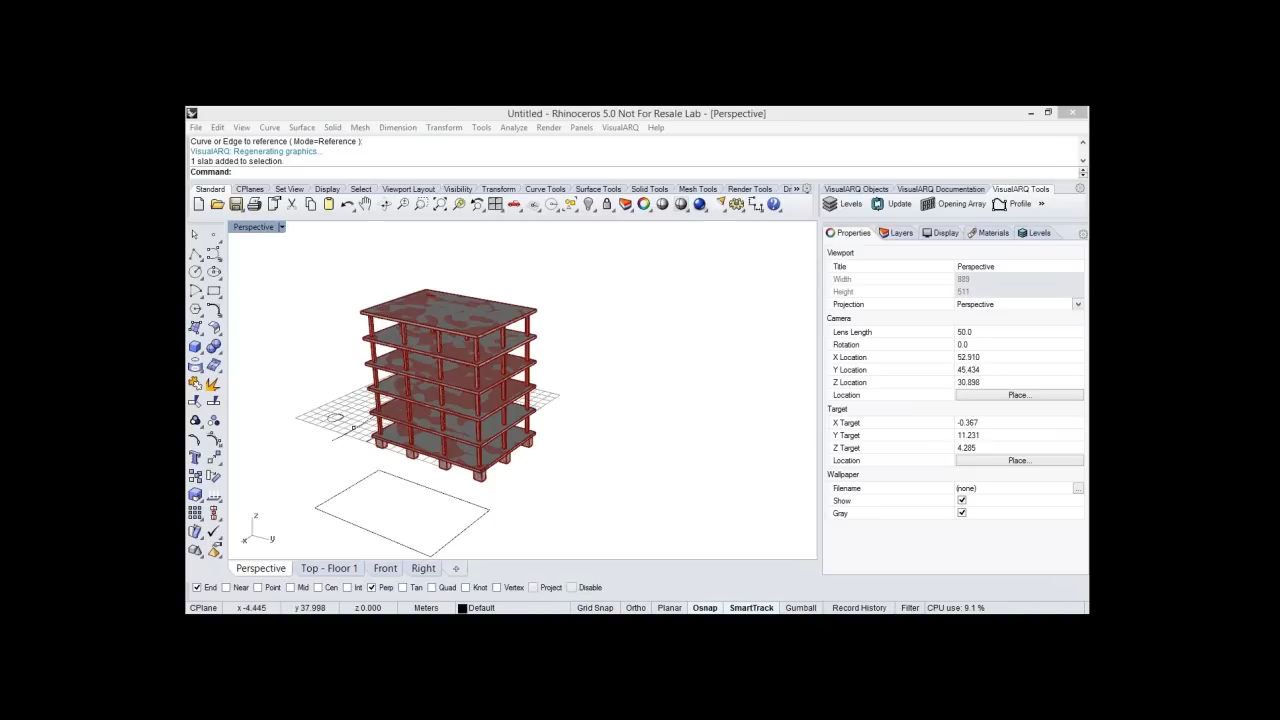 Untitled - Rhinoceros 5.0 Not For Resale Lab - [Perspective]
File Edit View Curve Surface Solid Mesh Dimension Transform Tools Analyze Render Panels VisualARQ Help
Curve or Edge to reference ( Mode=Reference ):
VisualARQ: Regenerating graphics...
1 slab added to selection.
Command:
Standard CPlanes Set View Display Select Viewport Layout Visibility Transform Curve Tools Surface Tools Solid Tools Mesh Tools Render Tools Dr »
VisualARQ Objects VisualARQ Documentation VisualARQ Tools
Levels Update Opening Array Profile »
Perspective
Properties Layers Display Materials Levels
Viewport
Title Perspective
Width 889
Height 511
Projection Perspective
Camera
Lens Length 50.0
Rotation 0.0
X Location 52.910
Y Location 45.434
Z Location 30.898
Location Place...
Target
X Target -0.367
Y Target 11.231
Z Target 4.285
Location Place...
Wallpaper
Filename (none) ...
Show
Gray
z
x y
Perspective Top - Floor 1 Front Right
End Near Point Mid Cen Int Perp Tan Quad Knot Vertex Project Disable
CPlane x -4.445 y 37.998 z 0.000 Meters Default Grid Snap Ortho Planar Osnap SmartTrack Gumball Record History Filter CPU use: 9.1 %